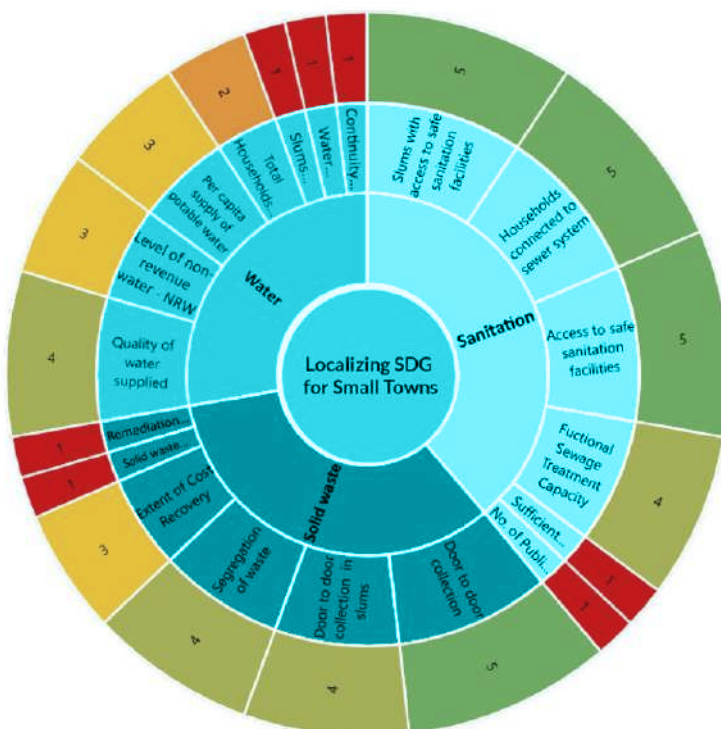 Localizing SDG
for Small Towns
Sanitation
Slums with
access to safe
sanitation
facilities
5
Households
connected to
sewer system
5
Access to safe
sanitation
facilities
5
Fuctional
Sewage
Treatment
Capacity
4
Sufficient...
1
No. of Publi...
1
Solid waste
Door to door
collection
5
Door to door
collection in
slums
4
Segregation
of waste
4
Extent of Cost
Recovery
3
Solid waste...
1
Remediation...
1
Water
Quality of
water
supplied
4
Level of non-
revenue
water - NRW
3
Per capita
supply of
potable water
3
Total
Households...
2
Slums...
1
Water...
1
Continuity...
1